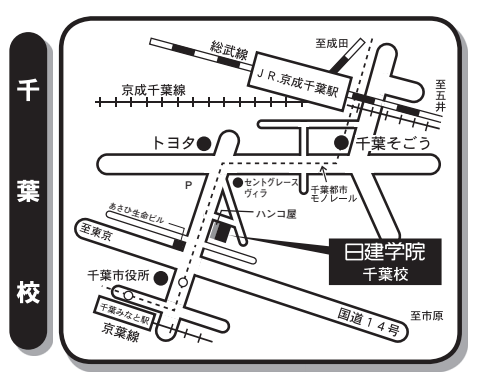 千葉校
総武線
至成田
JR.京成千葉駅
至五井
京成千葉線
トヨタ
千葉そごう
P
セントグレース
ヴィラ
千葉都市
モノレール
ハンコ屋
あさひ生命ビル
至東京
日建学院
千葉校
千葉市役所
千葉みなと駅
京葉線
国道14号
至市原